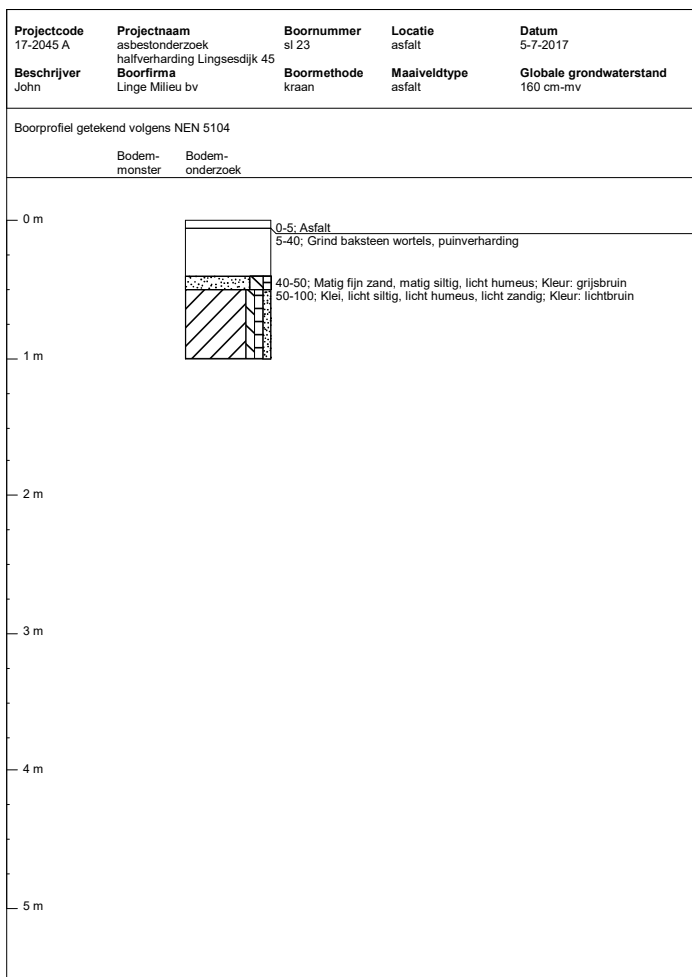 Projectcode Projectnaam Boornummer Locatie Datum
17-2045 A asbestonderzoek sl 23 asfalt 5-7-2017
halfverharding Lingsesdijk 45
Beschrijver Boorfirma Boormethode Maaiveldtype Globale grondwaterstand
John Linge Milieu bv kraan asfalt 160 cm-mv
Boorprofiel getekend volgens NEN 5104
Bodem- Bodem-
monster onderzoek
0 m
0-5; Asfalt
5-40; Grind baksteen wortels, puinverharding
40-50; Matig fijn zand, matig siltig, licht humeus; Kleur: grijsbruin
50-100; Klei, licht siltig, licht humeus, licht zandig; Kleur: lichtbruin
1 m
2 m
3 m
4 m
5 m